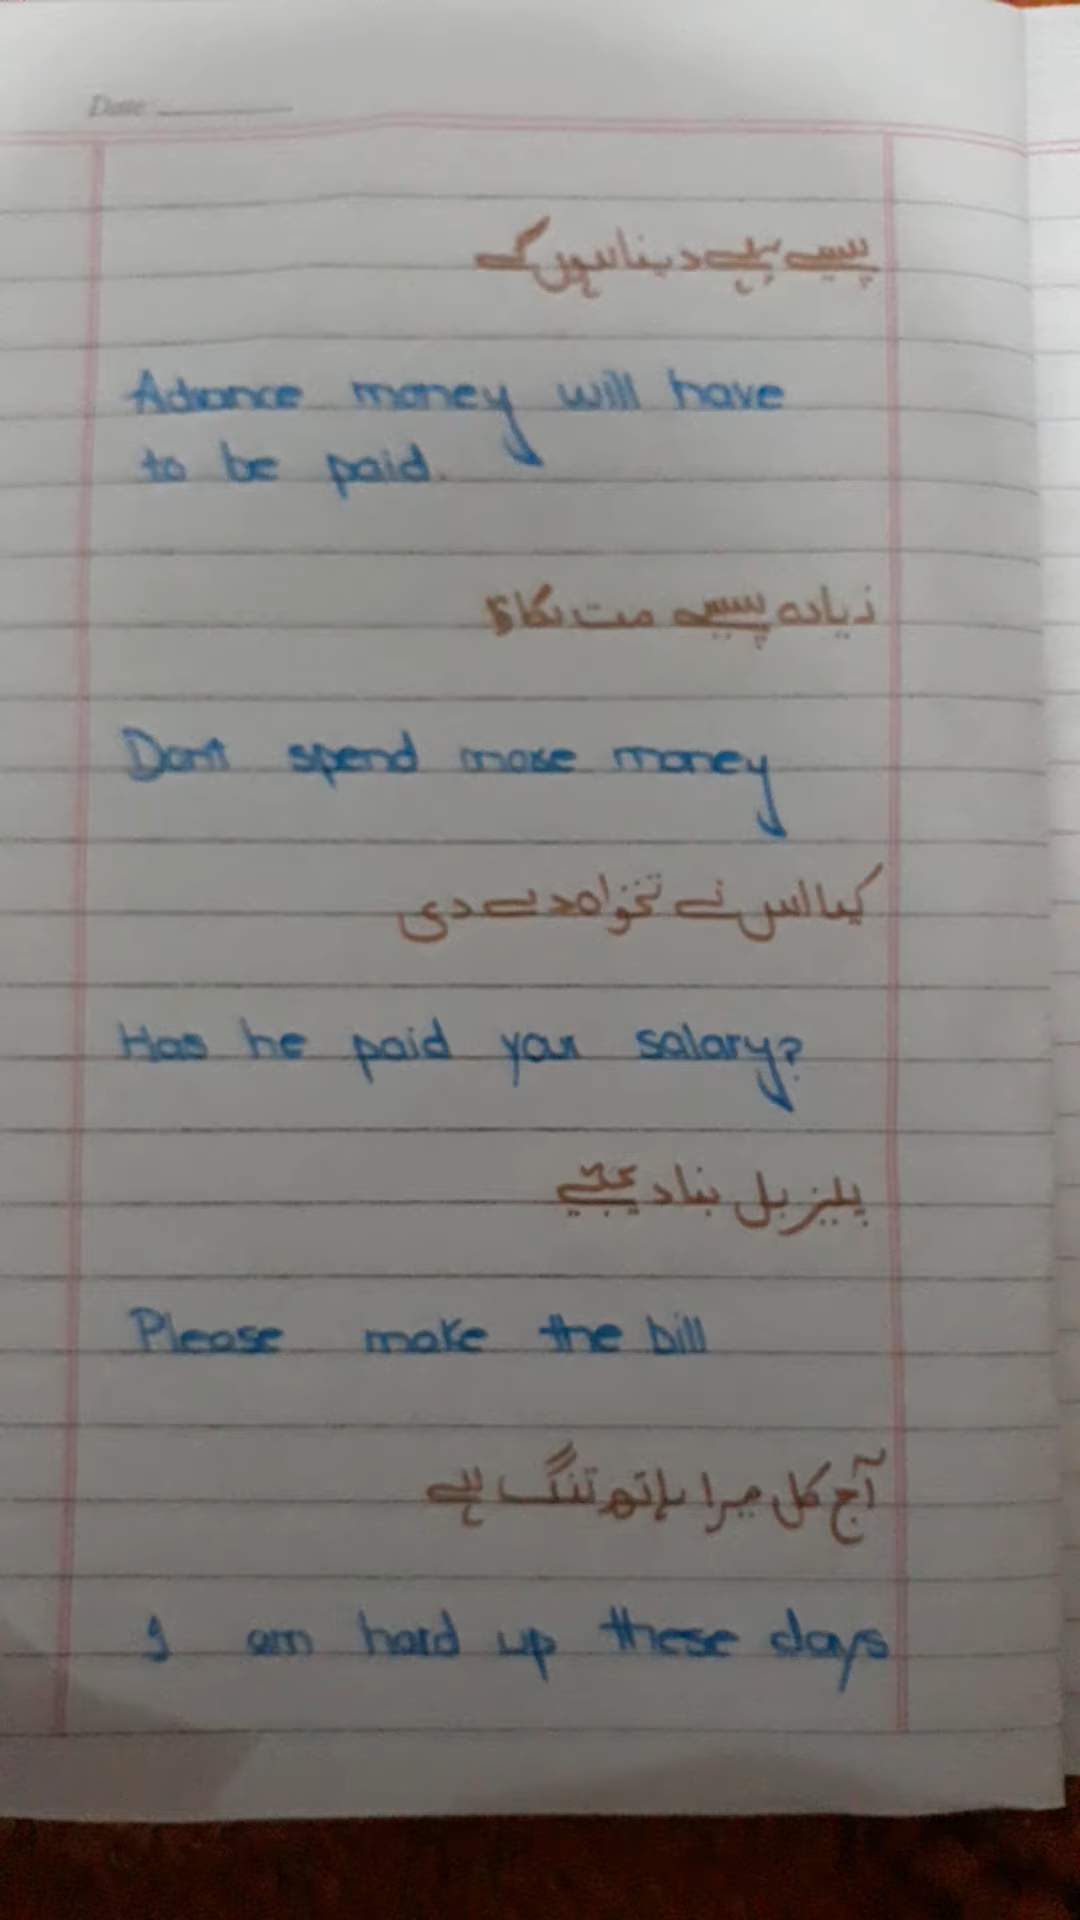 Date
پیسے پہلے دینا ہوں گے
Advance money will have
to be paid.
زیادہ پیسے مت لگاؤ
Dont spend more money
کیا اس نے تنخواہ دے دی
Has he paid your salary?
پلیز بل بنا دیجئیے
Please make the bill
آج کل میرا ہاتھ تنگ ہے
I am hard up these days